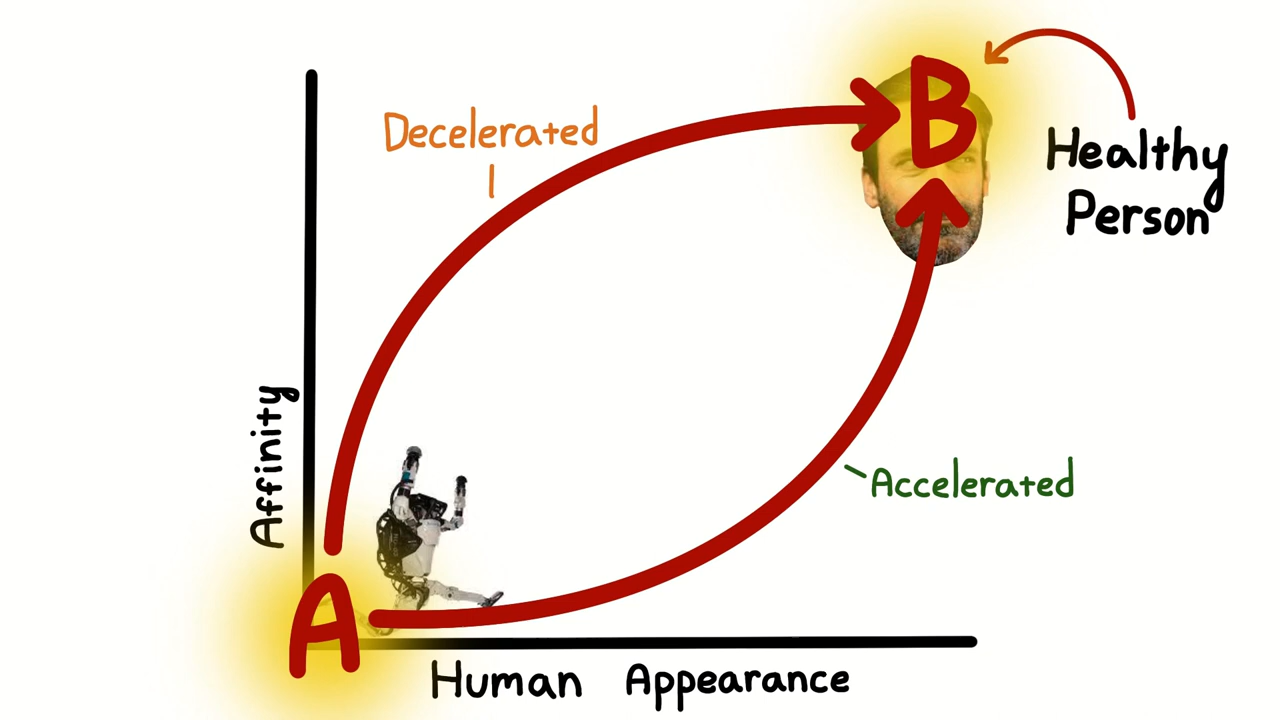 B
Decelerated
Healthy
Person
Affinity
Accelerated
A
Human Appearance